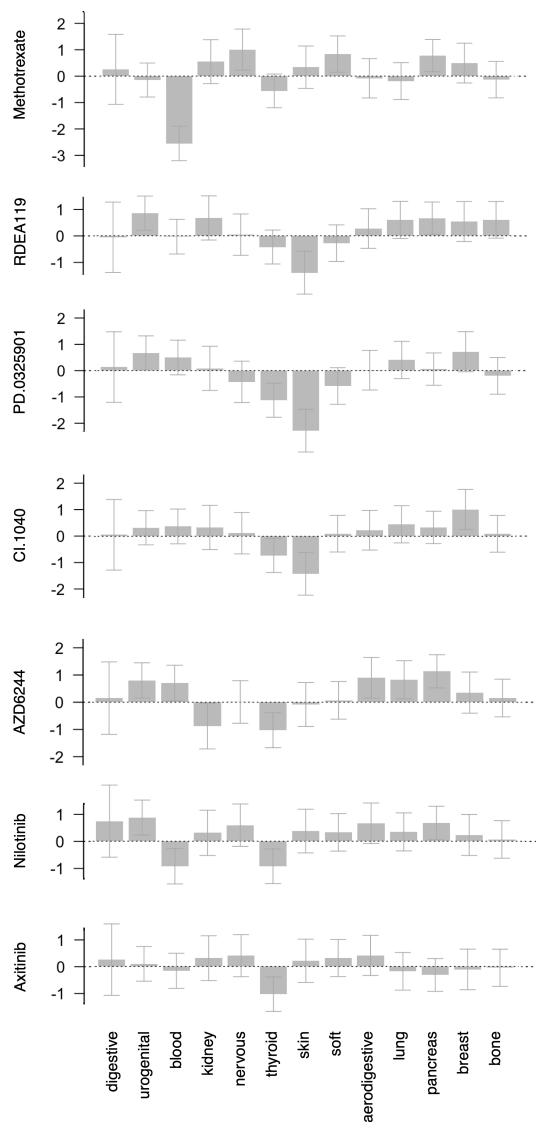 Methotrexate
2
1
0
-1
-2
-3
RDEA119
1
0
-1
PD.0325901
2
1
0
-1
-2
CI.1040
2
1
0
-1
-2
AZD6244
2
1
0
-1
-2
Nilotinib
1
0
-1
Axitinib
1
0
-1
digestive
urogenital
blood
kidney
nervous
thyroid
skin
soft
aerodigestive
lung
pancreas
breast
bone